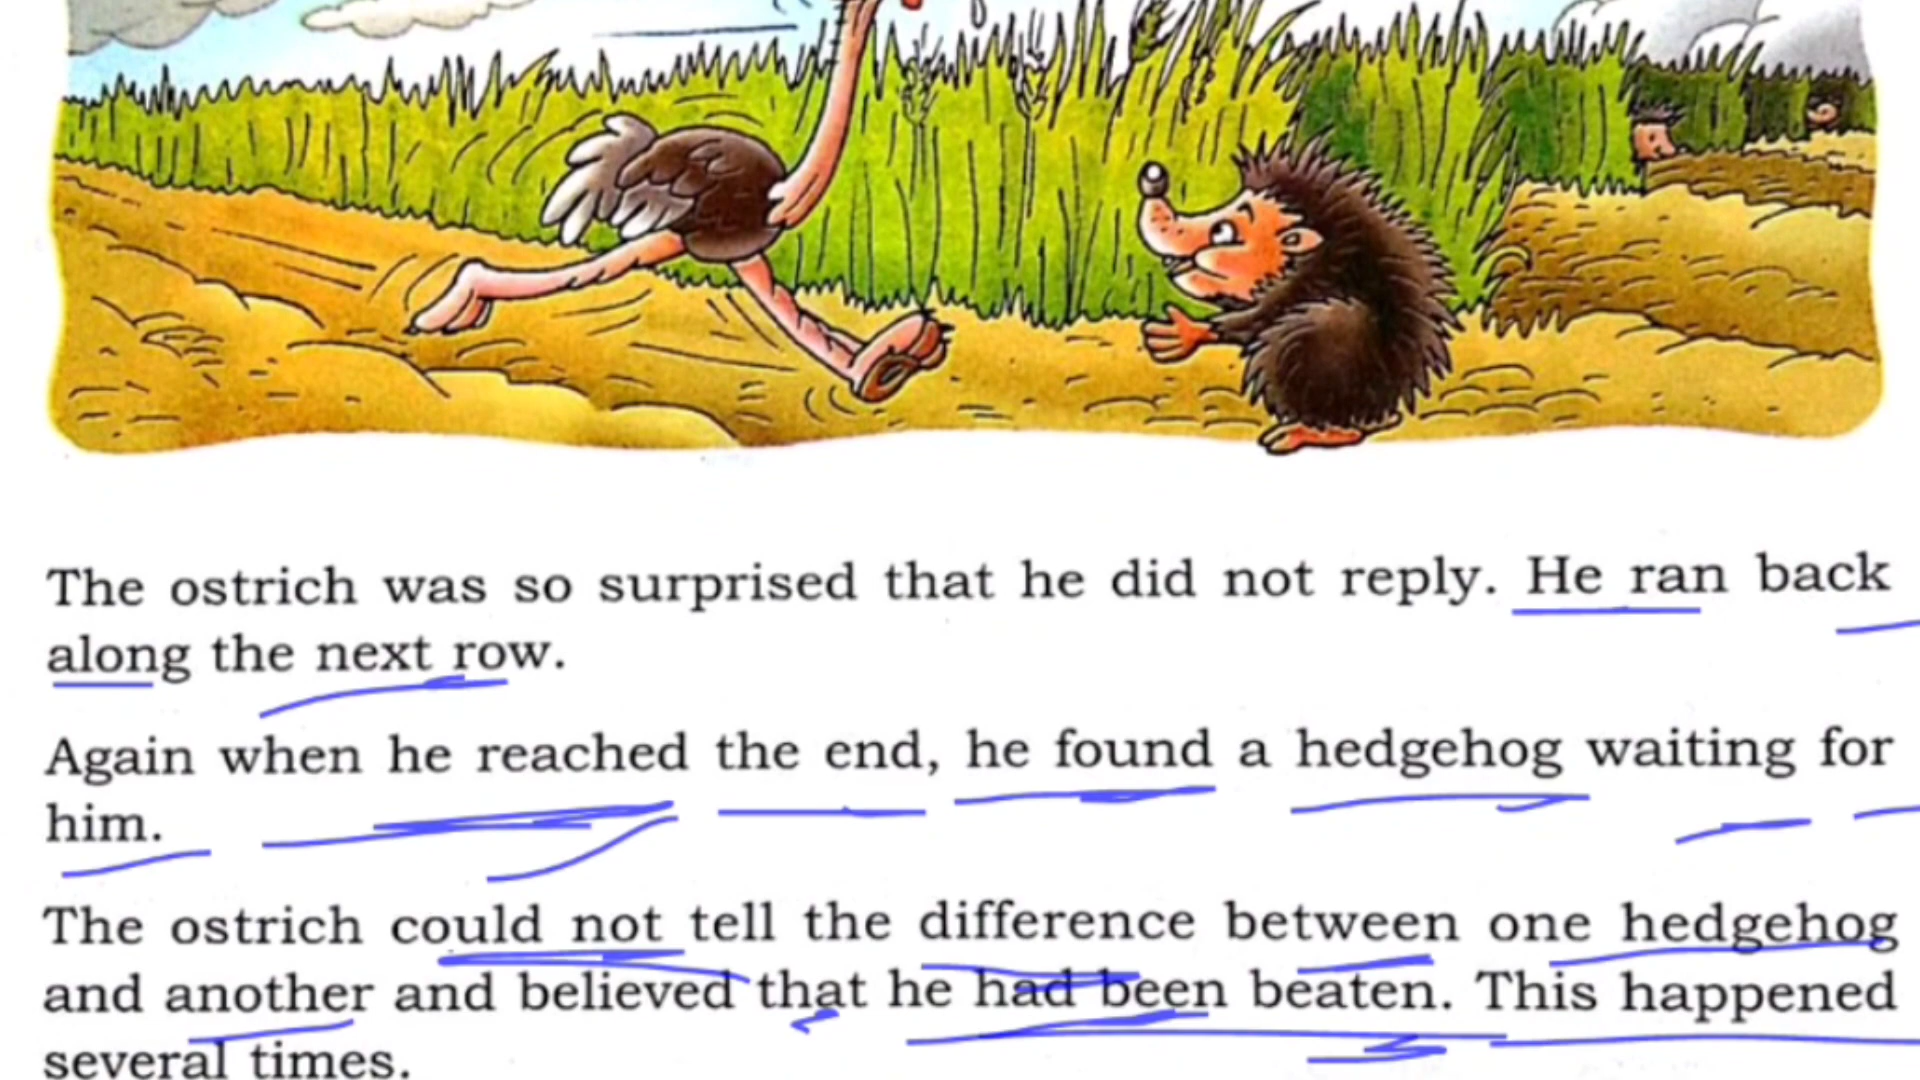 The ostrich was so surprised that he did not reply. He ran back
along the next row.
Again when he reached the end, he found a hedgehog waiting for
him.
The ostrich could not tell the difference between one hedgehog
and another and believed that he had been beaten. This happened
several times.